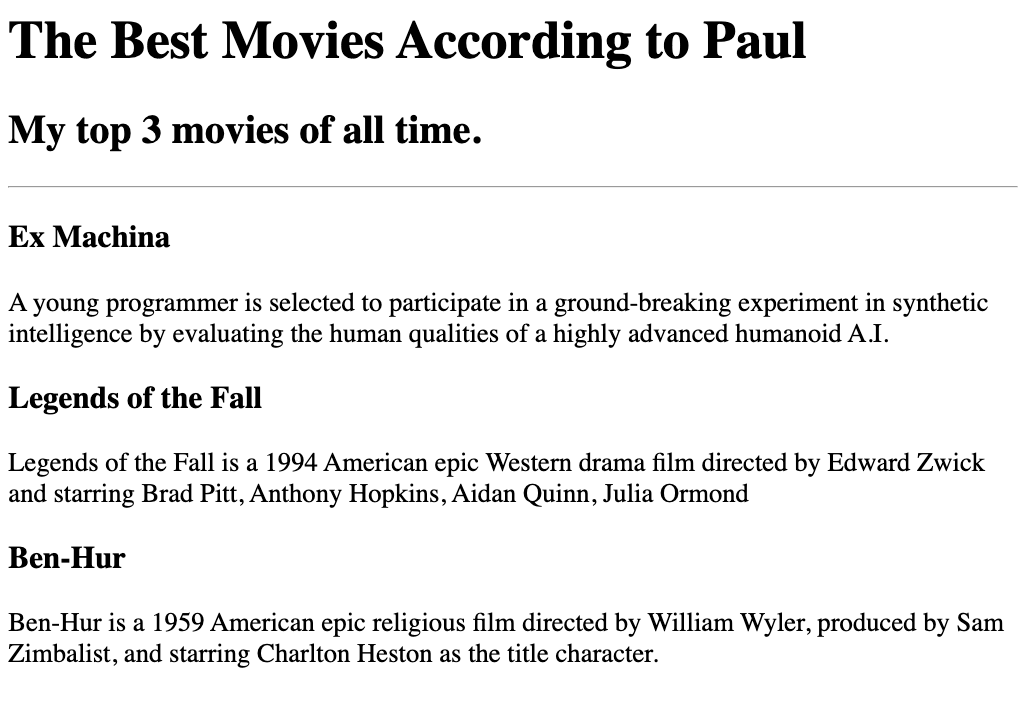 The Best Movies According to Paul
My top 3 movies of all time.
Ex Machina
A young programmer is selected to participate in a ground-breaking experiment in synthetic
intelligence by evaluating the human qualities of a highly advanced humanoid A.I.
Legends of the Fall
Legends of the Fall is a 1994 American epic Western drama film directed by Edward Zwick
and starring Brad Pitt, Anthony Hopkins, Aidan Quinn, Julia Ormond
Ben-Hur
Ben-Hur is a 1959 American epic religious film directed by William Wyler, produced by Sam
Zimbalist, and starring Charlton Heston as the title character.